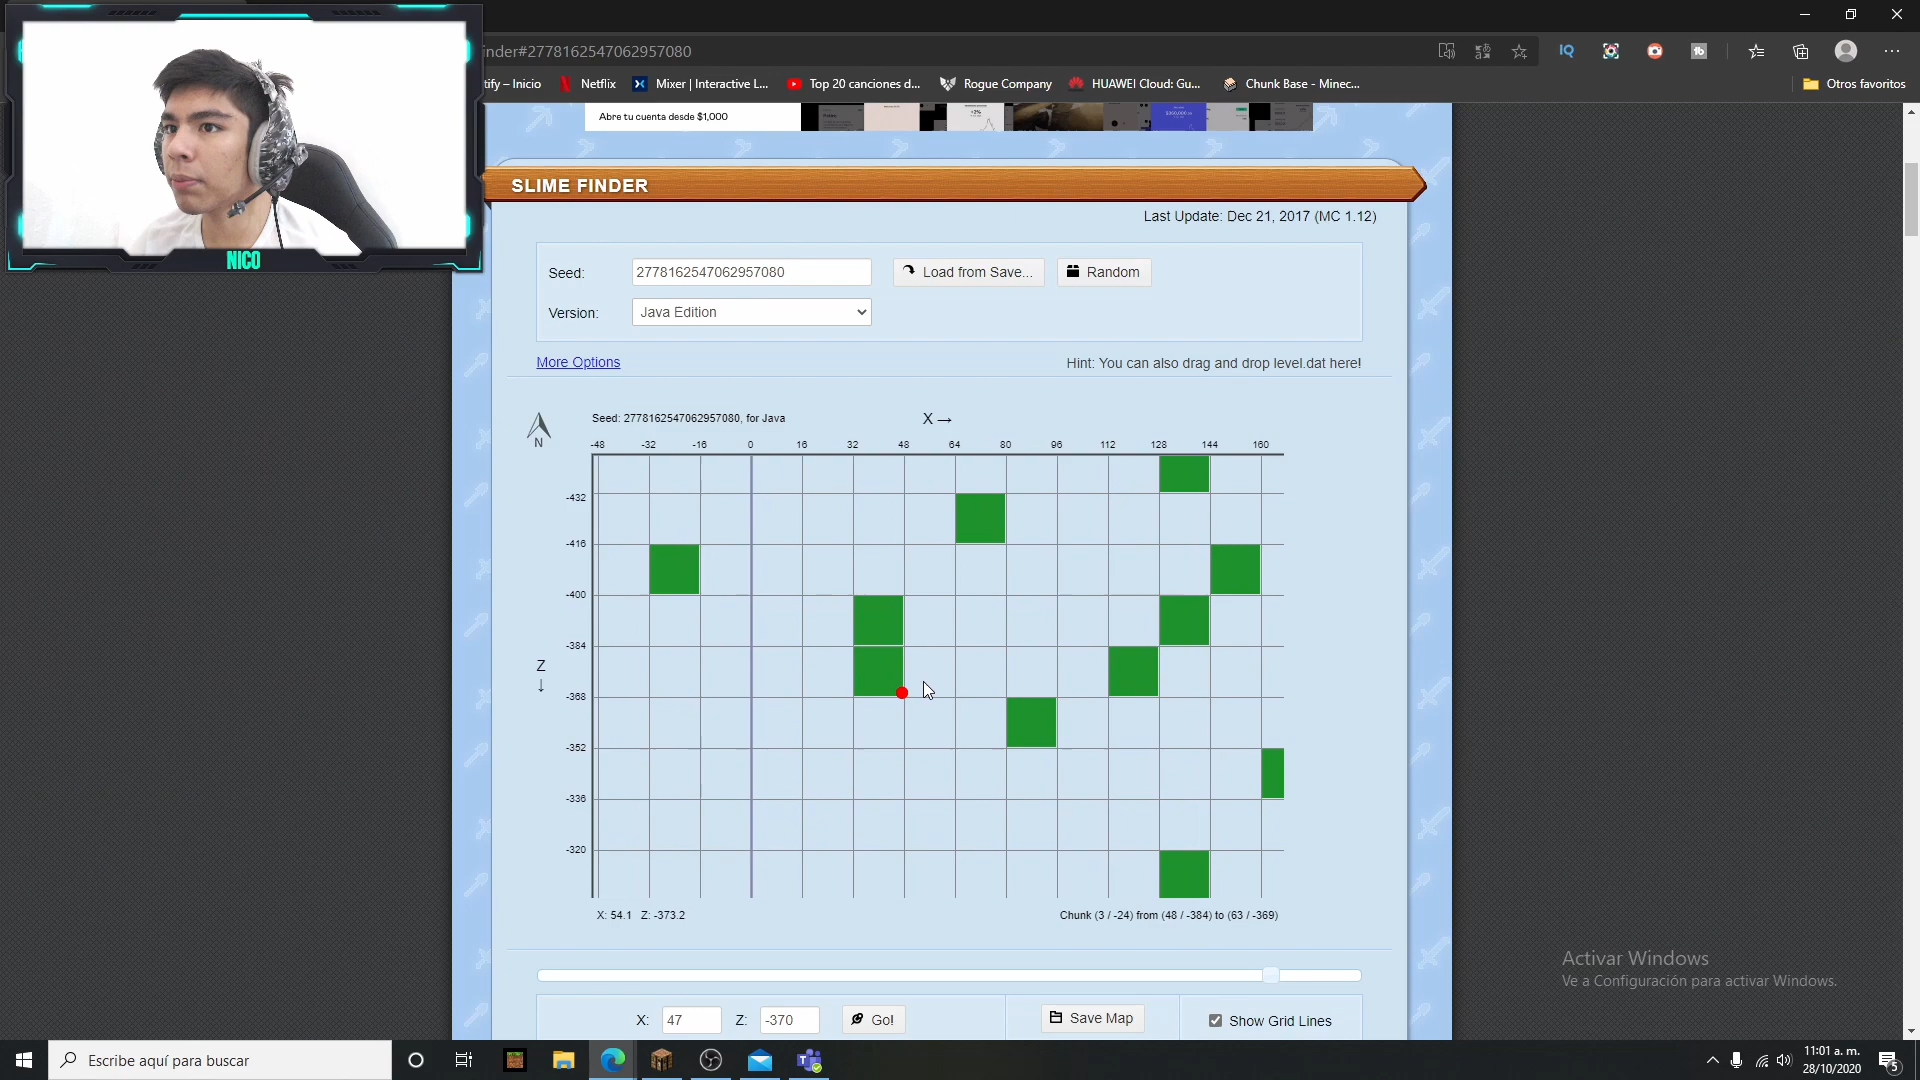 inder#2778162547062957080
tify – Inicio
Netflix
Mixer | Interactive L...
Top 20 canciones d...
Rogue Company
HUAWEI Cloud: Gu...
Chunk Base - Minec...
Otros favoritos
NICO
Abre tu cuenta desde $1,000
SLIME FINDER
Last Update: Dec 21, 2017 (MC 1.12)
Seed:
2778162547062957080
Load from Save...
Random
Version:
Java Edition
More Options
Hint: You can also drag and drop level.dat here!
Seed: 2778162547062957080, for Java
X →
N
-48 -32 -16 0 16 32 48 64 80 96 112 128 144 160
-432
-416
-400
-384
Z
↓
-368
-352
-336
-320
X: 54.1 Z: -373.2
Chunk (3 / -24) from (48 / -384) to (63 / -369)
X: 47 Z: -370 Go!
Save Map
Show Grid Lines
Activar Windows
Ve a Configuración para activar Windows.
Escribe aquí para buscar
11:01 a. m.
28/10/2020
5